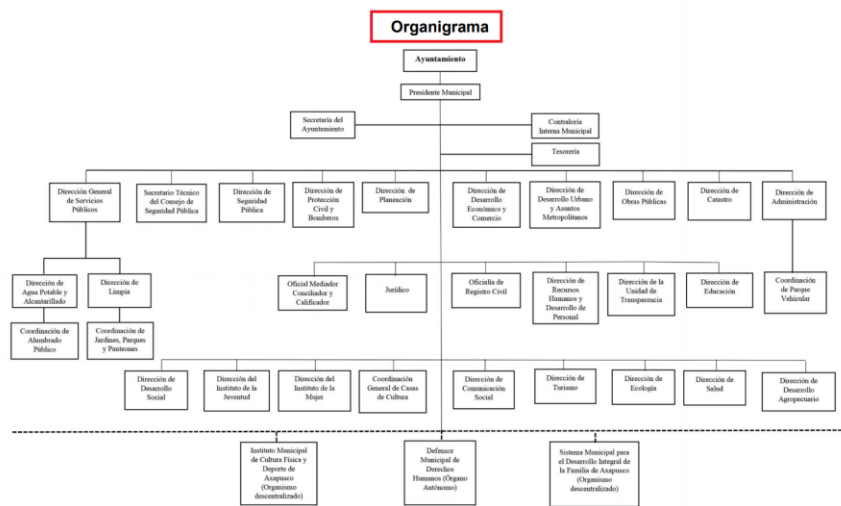 Organigrama
Ayuntamiento
Presidente Municipal
Secretaría del
Ayuntamiento
Contraloría
Interna Municipal
Tesorería
Dirección General
de Servicios
Públicos
Secretario Técnico
del Consejo de
Seguridad Pública
Dirección de
Seguridad
Pública
Dirección de
Protección
Civil y
Bomberos
Dirección de
Planeación
Dirección de
Desarrollo
Económico y
Comercio
Dirección de
Desarrollo Urbano
y Asuntos
Metropolitanos
Dirección de
Obras Públicas
Dirección de
Catastro
Dirección de
Administración
Dirección de
Agua Potable y
Alcantarillado
Dirección de
Limpia
Oficial Mediador
Conciliador y
Calificador
Jurídico
Oficialía de
Registro Civil
Dirección de
Recursos
Humanos y
Desarrollo de
Personal
Dirección de la
Unidad de
Transparencia
Dirección de
Educación
Coordinación
de Parque
Vehicular
Coordinación de
Alumbrado
Público
Coordinación de
Jardines, Parques
y Panteones
Dirección de
Desarrollo
Social
Dirección del
Instituto de la
Juventud
Dirección del
Instituto de la
Mujer
Coordinación
General de Casas
de Cultura
Dirección de
Comunicación
Social
Dirección de
Turismo
Dirección de
Ecología
Dirección de
Salud
Dirección de
Desarrollo
Agropecuario
Instituto Municipal
de Cultura Física y
Deporte de
Axapusco
(Organismo
descentralizado)
Defensor
Municipal de
Derechos
Humanos (Órgano
Autónomo)
Sistema Municipal para
el Desarrollo Integral de
la Familia de Axapusco
(Organismo
descentralizado)